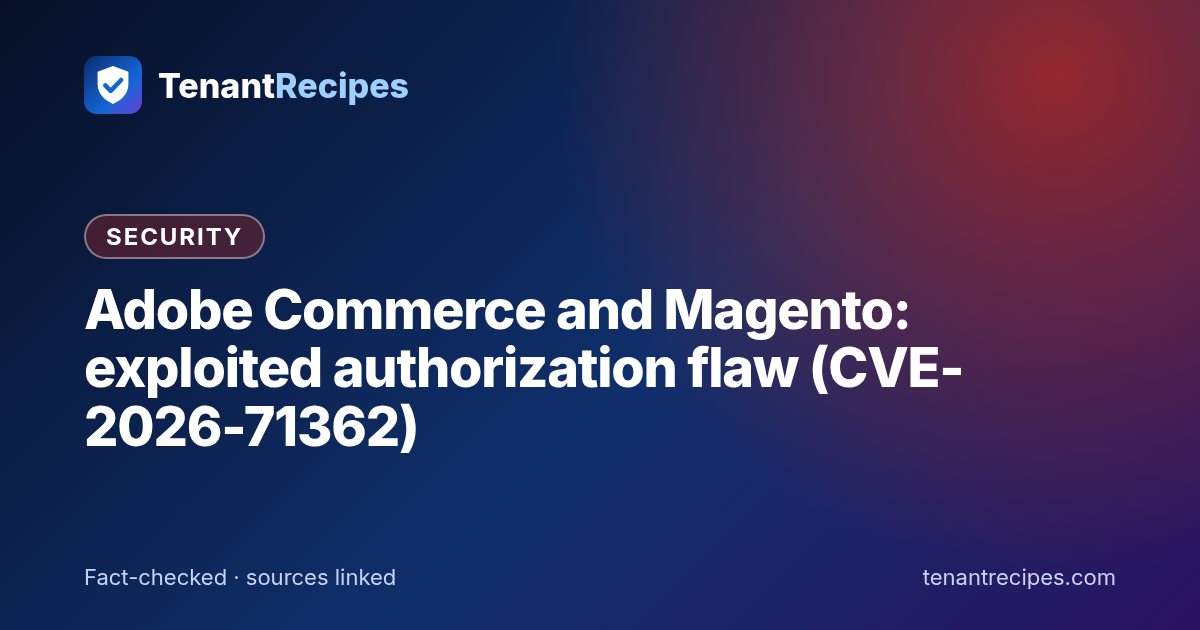 TenantRecipes
SECURITY
Adobe Commerce and Magento:
exploited authorization flaw (CVE-
2026-71362)
Fact-checked · sources linked
tenantrecipes.com